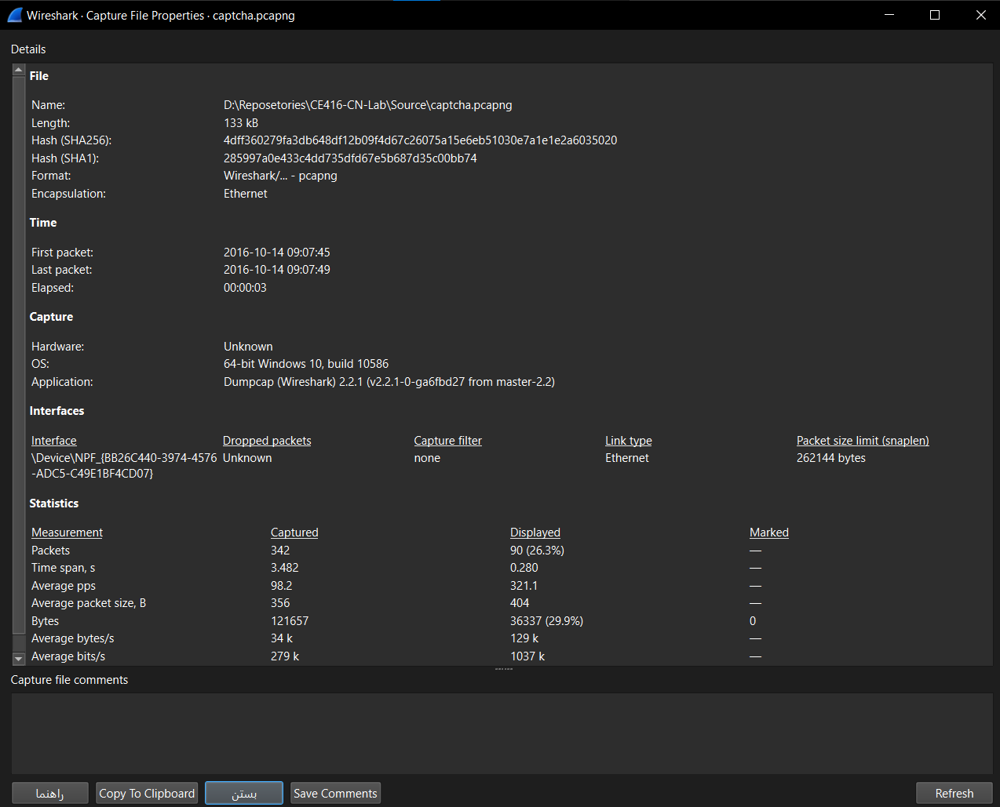 Wireshark · Capture File Properties · captcha.pcapng
Details
File
Name: D:\Reposetories\CE416-CN-Lab\Source\captcha.pcapng
Length: 133 kB
Hash (SHA256): 4dff360279fa3db648df12b09f4d67c26075a15e6eb51030e7a1e1e2a6035020
Hash (SHA1): 285997a0e433c4dd735dfd67e5b687d35c00bb74
Format: Wireshark/... - pcapng
Encapsulation: Ethernet
Time
First packet: 2016-10-14 09:07:45
Last packet: 2016-10-14 09:07:49
Elapsed: 00:00:03
Capture
Hardware: Unknown
OS: 64-bit Windows 10, build 10586
Application: Dumpcap (Wireshark) 2.2.1 (v2.2.1-0-ga6fbd27 from master-2.2)
Interfaces
Interface Dropped packets Capture filter Link type Packet size limit (snaplen)
\Device\NPF_{BB26C440-3974-4576 Unknown none Ethernet 262144 bytes
-ADC5-C49E1BF4CD07}
Statistics
Measurement Captured Displayed Marked
Packets 342 90 (26.3%) —
Time span, s 3.482 0.280 —
Average pps 98.2 321.1 —
Average packet size, B 356 404 —
Bytes 121657 36337 (29.9%) 0
Average bytes/s 34 k 129 k —
Average bits/s 279 k 1037 k —
Capture file comments
راهنما Copy To Clipboard بستن Save Comments Refresh